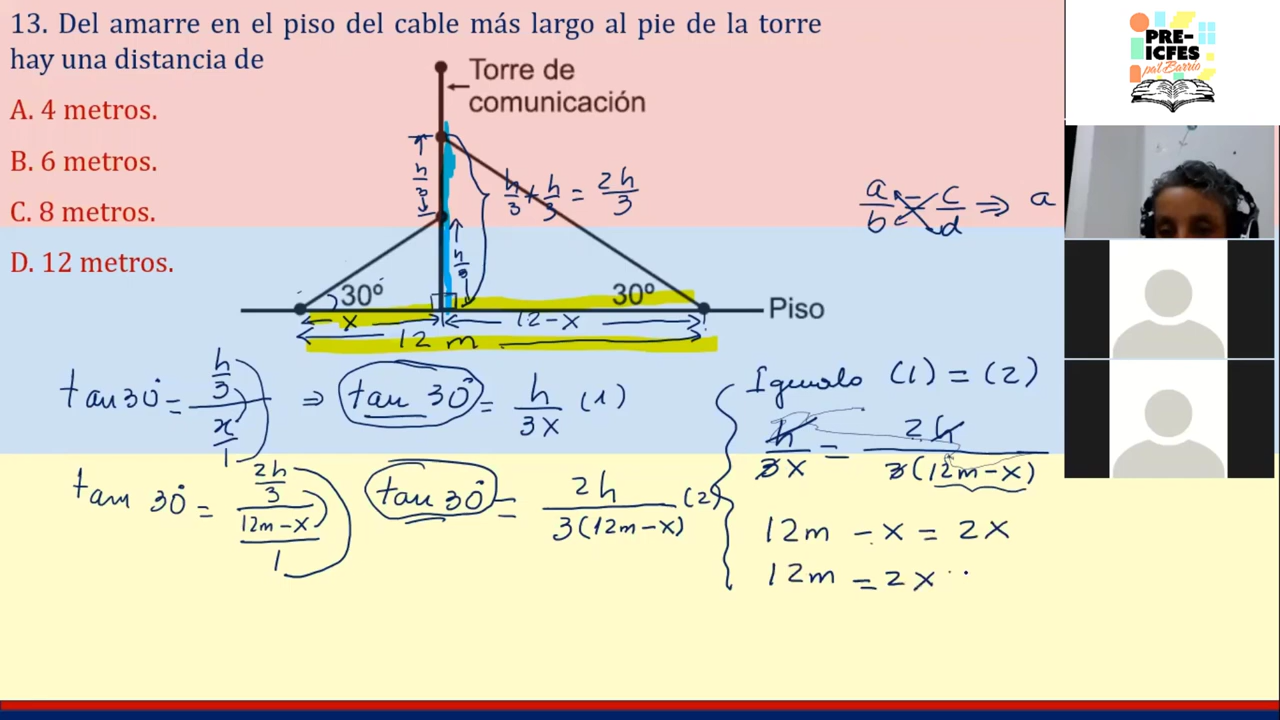 13. Del amarre en el piso del cable más largo al pie de la torre
hay una distancia de
A. 4 metros.
B. 6 metros.
C. 8 metros.
D. 12 metros.
Torre de
comunicación
h/3
h/3 + h/3 = 2h/3
h/3
30º
30º
Piso
x
12-x
12 m
a/b = c/d ⇒ a
tan 30° = h/3 / x/1 ⇒ tan 30° = h/3x (1)
tan 30° = 2h/3 / 12m-x/1
tan 30° = 2h/3(12m-x) (2)
Igualo (1) = (2)
h/3x = 2h/3(12m-x)
12m - x = 2x
12m = 2x
PRE-
ICFES
pal Barrio